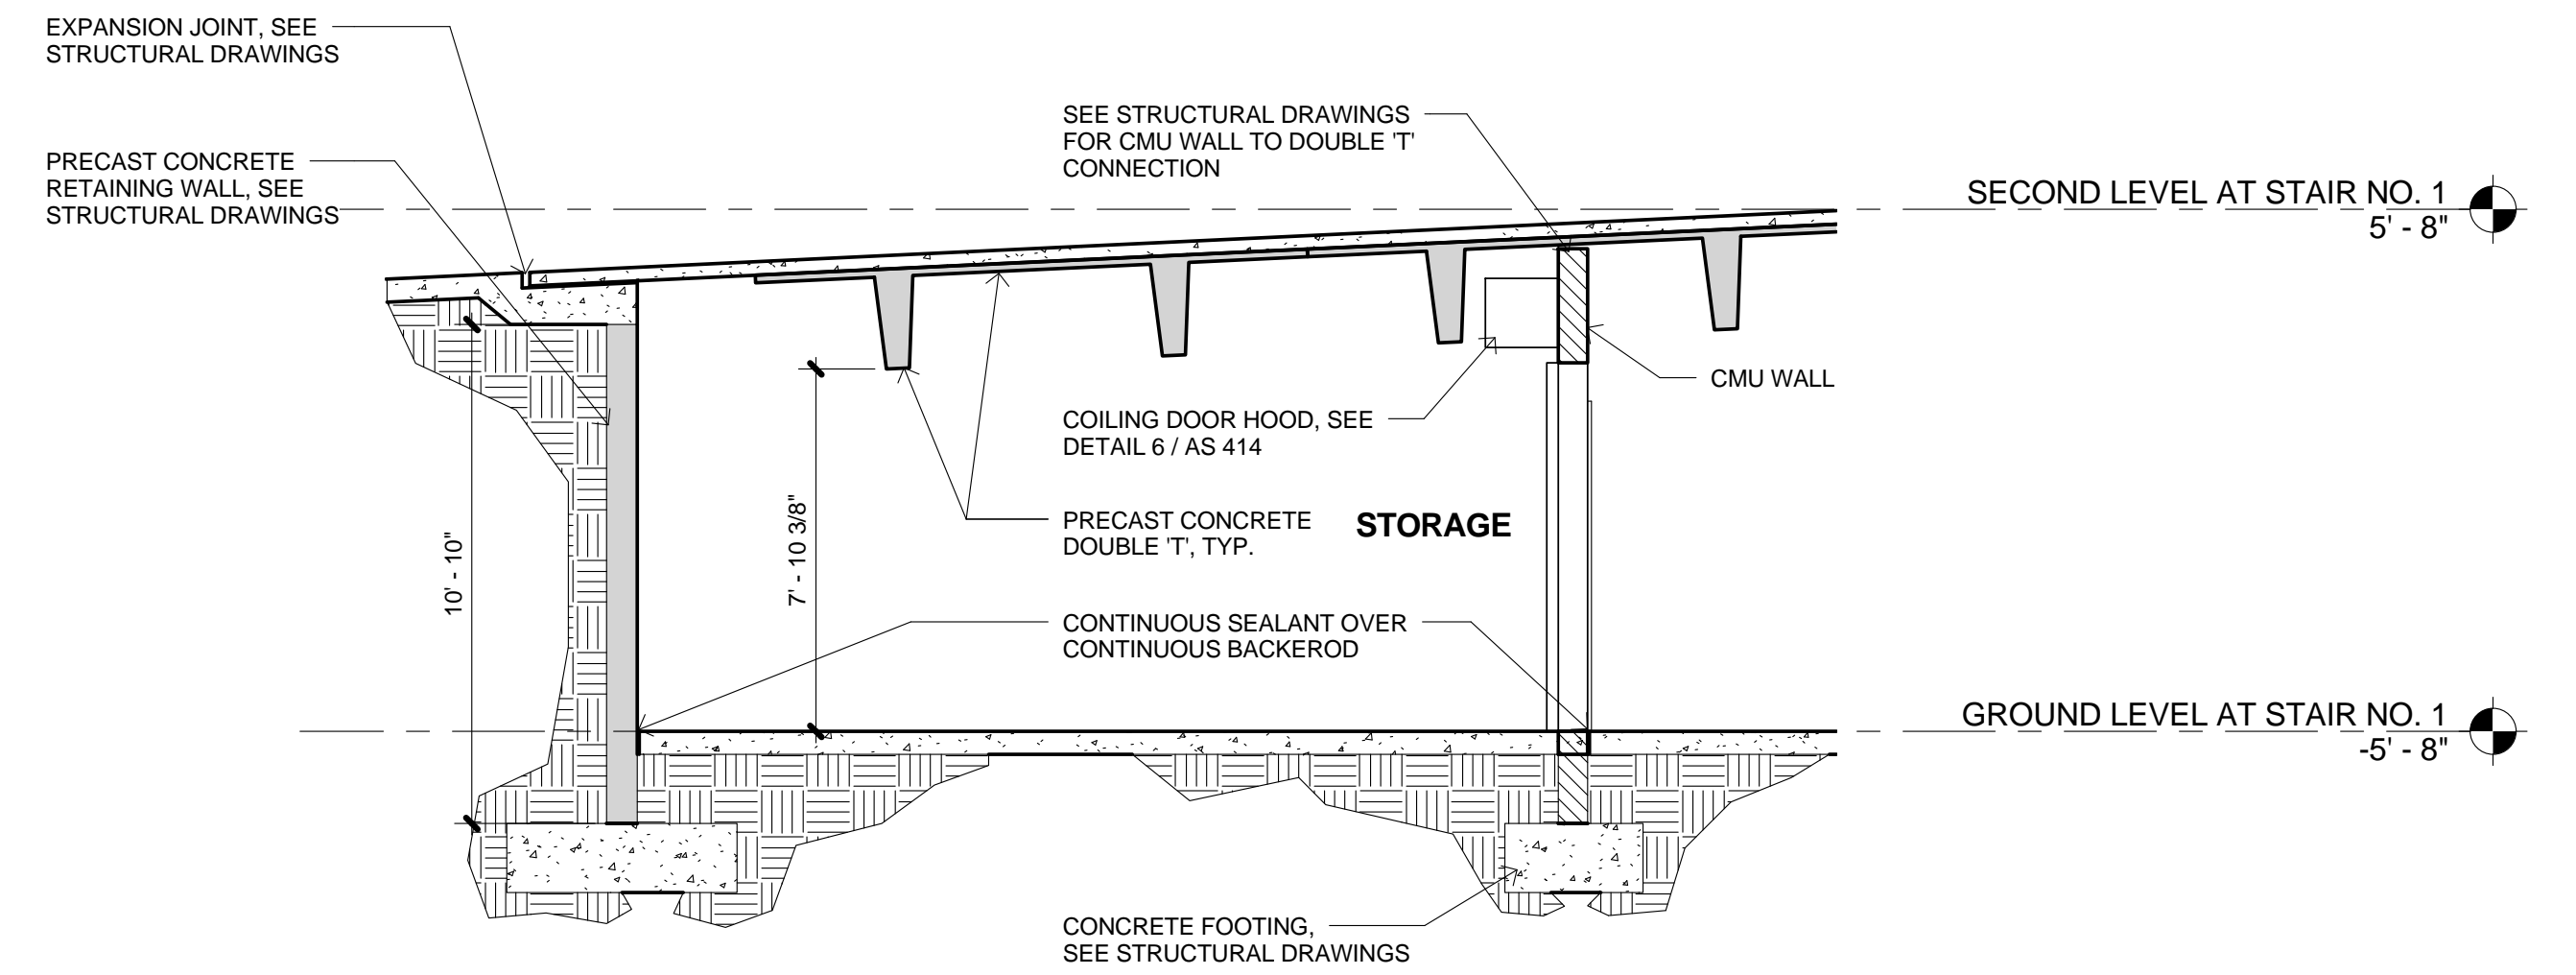 EXPANSION JOINT, SEE
STRUCTURAL DRAWINGS
PRECAST CONCRETE
RETAINING WALL, SEE
STRUCTURAL DRAWINGS
SEE STRUCTURAL DRAWINGS
FOR CMU WALL TO DOUBLE 'T'
CONNECTION
SECOND LEVEL AT STAIR NO. 1
5' - 8"
CMU WALL
COILING DOOR HOOD, SEE
DETAIL 6 / AS 414
10' - 10"
7' - 10 3/8"
PRECAST CONCRETE
DOUBLE 'T', TYP.
STORAGE
CONTINUOUS SEALANT OVER
CONTINUOUS BACKEROD
GROUND LEVEL AT STAIR NO. 1
-5' - 8"
CONCRETE FOOTING,
SEE STRUCTURAL DRAWINGS